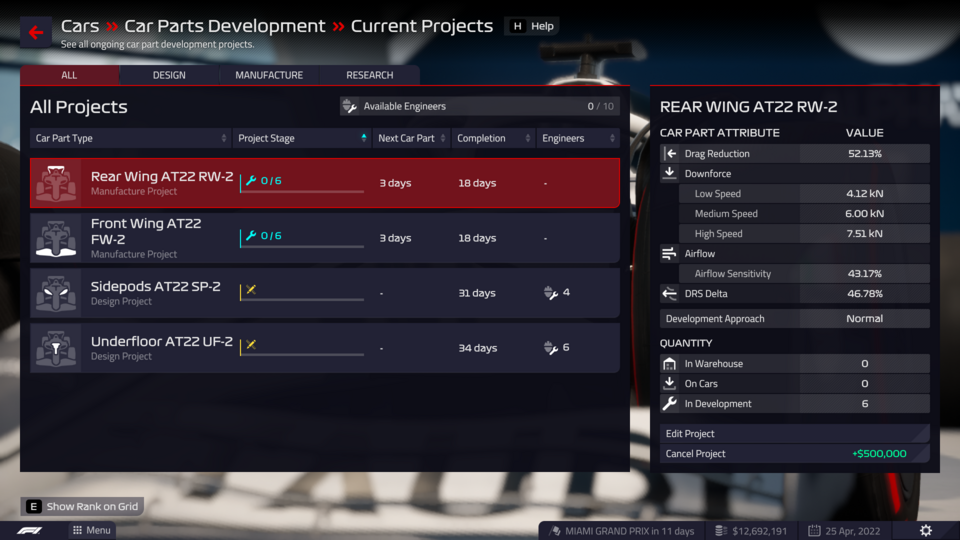 Cars » Car Parts Development » Current Projects H Help
See all ongoing car part development projects.
ALL DESIGN MANUFACTURE RESEARCH
All Projects Available Engineers 0 / 10
Car Part Type Project Stage Next Car Part Completion Engineers
Rear Wing AT22 RW-2 0/6 3 days 18 days -
Manufacture Project
Front Wing AT22
FW-2 0/6 3 days 18 days -
Manufacture Project
Sidepods AT22 SP-2 - 31 days 4
Design Project
Underfloor AT22 UF-2 - 34 days 6
Design Project
REAR WING AT22 RW-2
CAR PART ATTRIBUTE VALUE
Drag Reduction 52.13%
Downforce
Low Speed 4.12 kN
Medium Speed 6.00 kN
High Speed 7.51 kN
Airflow
Airflow Sensitivity 43.17%
DRS Delta 46.78%
Development Approach Normal
QUANTITY
In Warehouse 0
On Cars 0
In Development 6
Edit Project
Cancel Project +$500,000
E Show Rank on Grid
F1 Menu MIAMI GRAND PRIX in 11 days $12,692,191 25 Apr, 2022